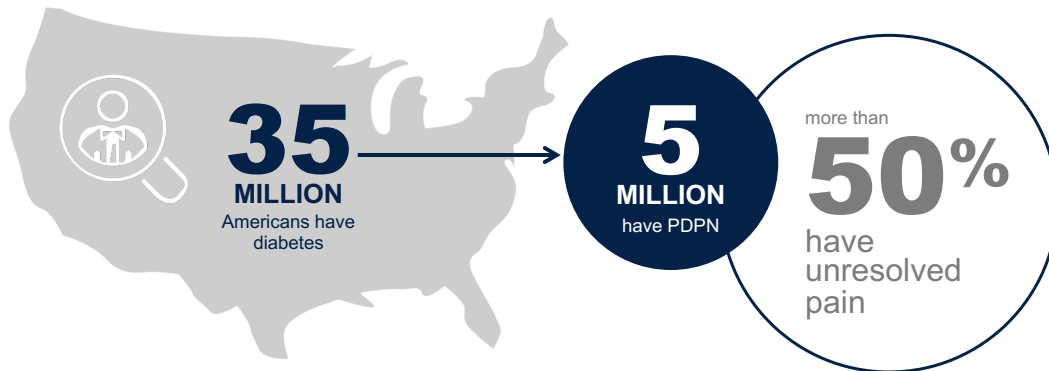 35
MILLION
Americans have
diabetes
5
MILLION
have PDPN
more than
50%
have
unresolved
pain